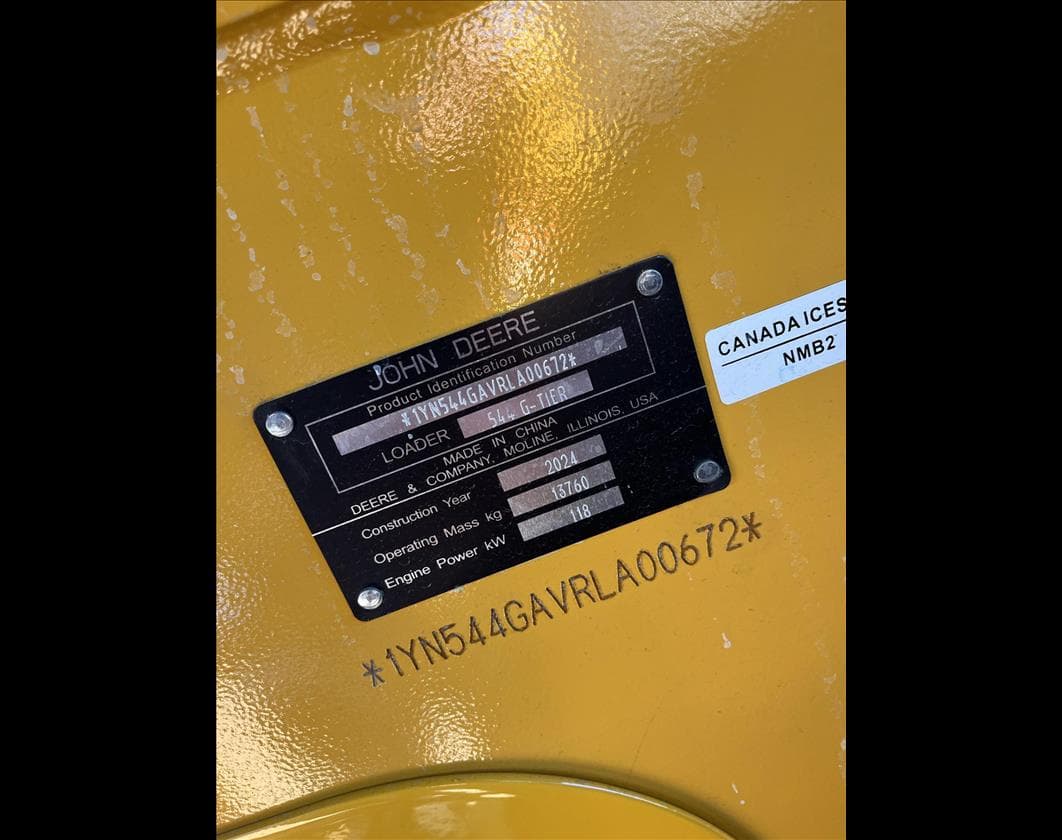 JOHN DEERE
Product Identification Number
*1YN544GAVRLA00672*
LOADER 544 G-TIER
MADE IN CHINA
DEERE & COMPANY, MOLINE, ILLINOIS, USA
Construction Year 2024
Operating Mass kg 13760
Engine Power kW 118
*1YN544GAVRLA00672*
CANADA ICES
NMB2